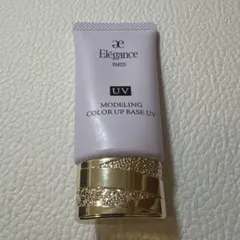 æ
Elégance
PARIS
UV
MODELING
COLOR UP BASE UV